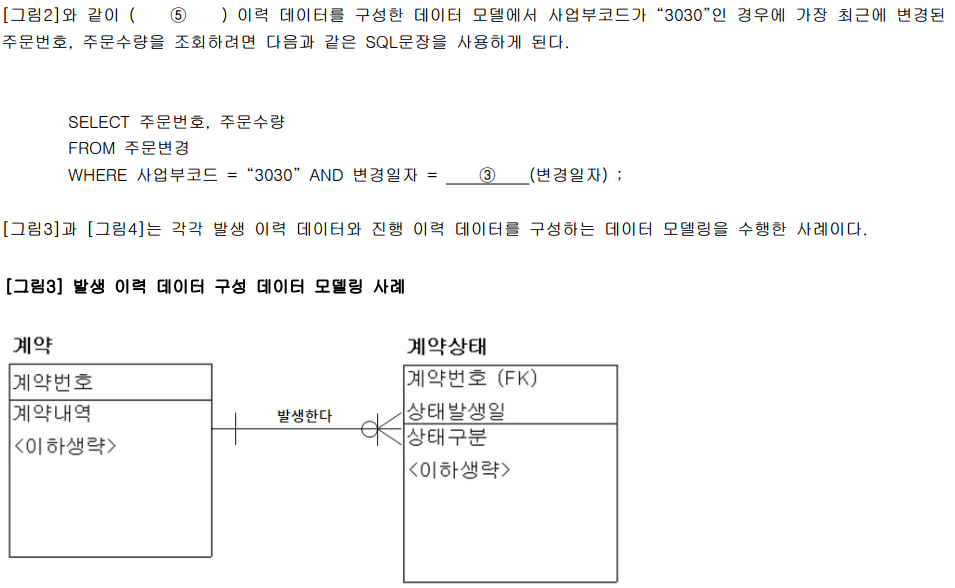 [그림2]와 같이 ( ⑤ ) 이력 데이터를 구성한 데이터 모델에서 사업부코드가 “3030”인 경우에 가장 최근에 변경된
주문번호, 주문수량을 조회하려면 다음과 같은 SQL문장을 사용하게 된다.
SELECT 주문번호, 주문수량
FROM 주문변경
WHERE 사업부코드 = “3030” AND 변경일자 = ___③___(변경일자) ;
[그림3]과 [그림4]는 각각 발생 이력 데이터와 진행 이력 데이터를 구성하는 데이터 모델링을 수행한 사례이다.
[그림3] 발생 이력 데이터 구성 데이터 모델링 사례
계약
계약번호
계약내역
<이하생략>
발생한다
계약상태
계약번호 (FK)
상태발생일
상태구분
<이하생략>